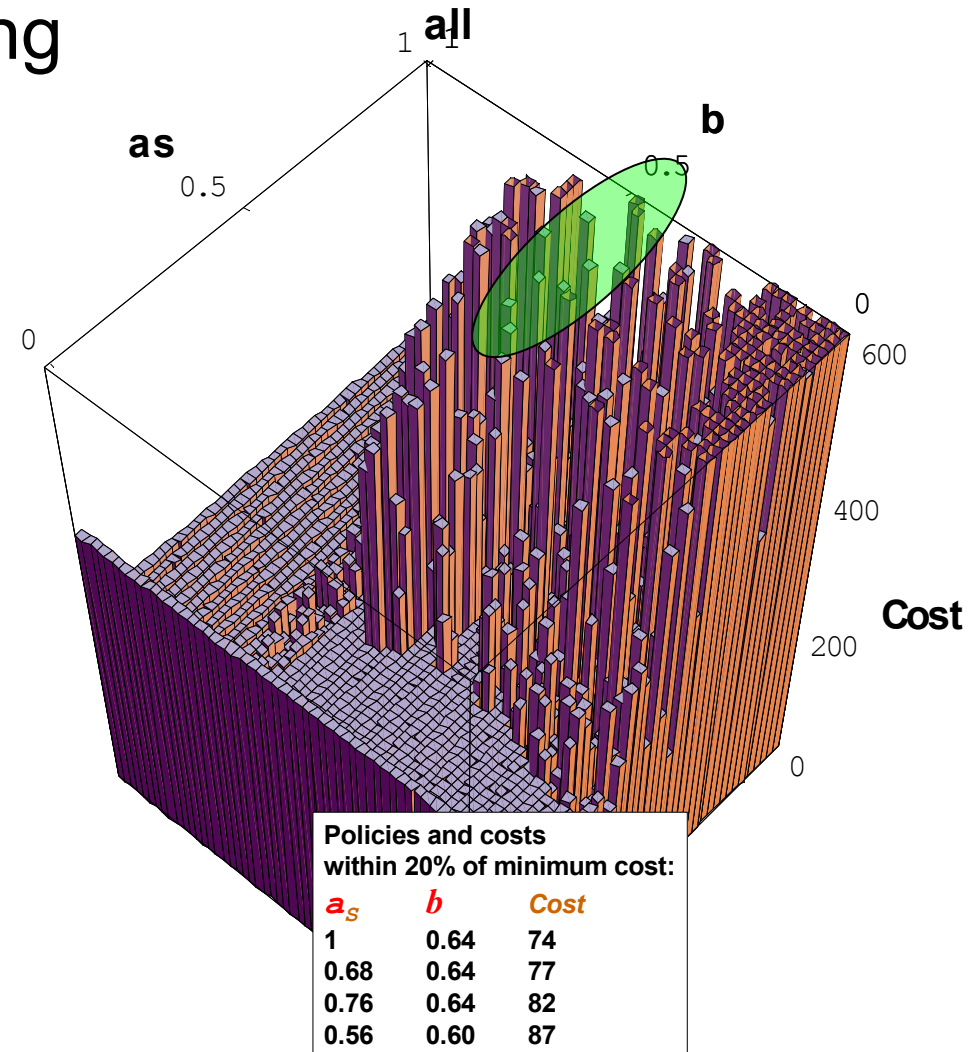 ng
all
1 1
as
b
0.5
0.5
0
0
600
400
Cost
200
0
Policies and costs
within 20% of minimum cost:
as b Cost
1 0.64 74
0.68 0.64 77
0.76 0.64 82
0.56 0.60 87